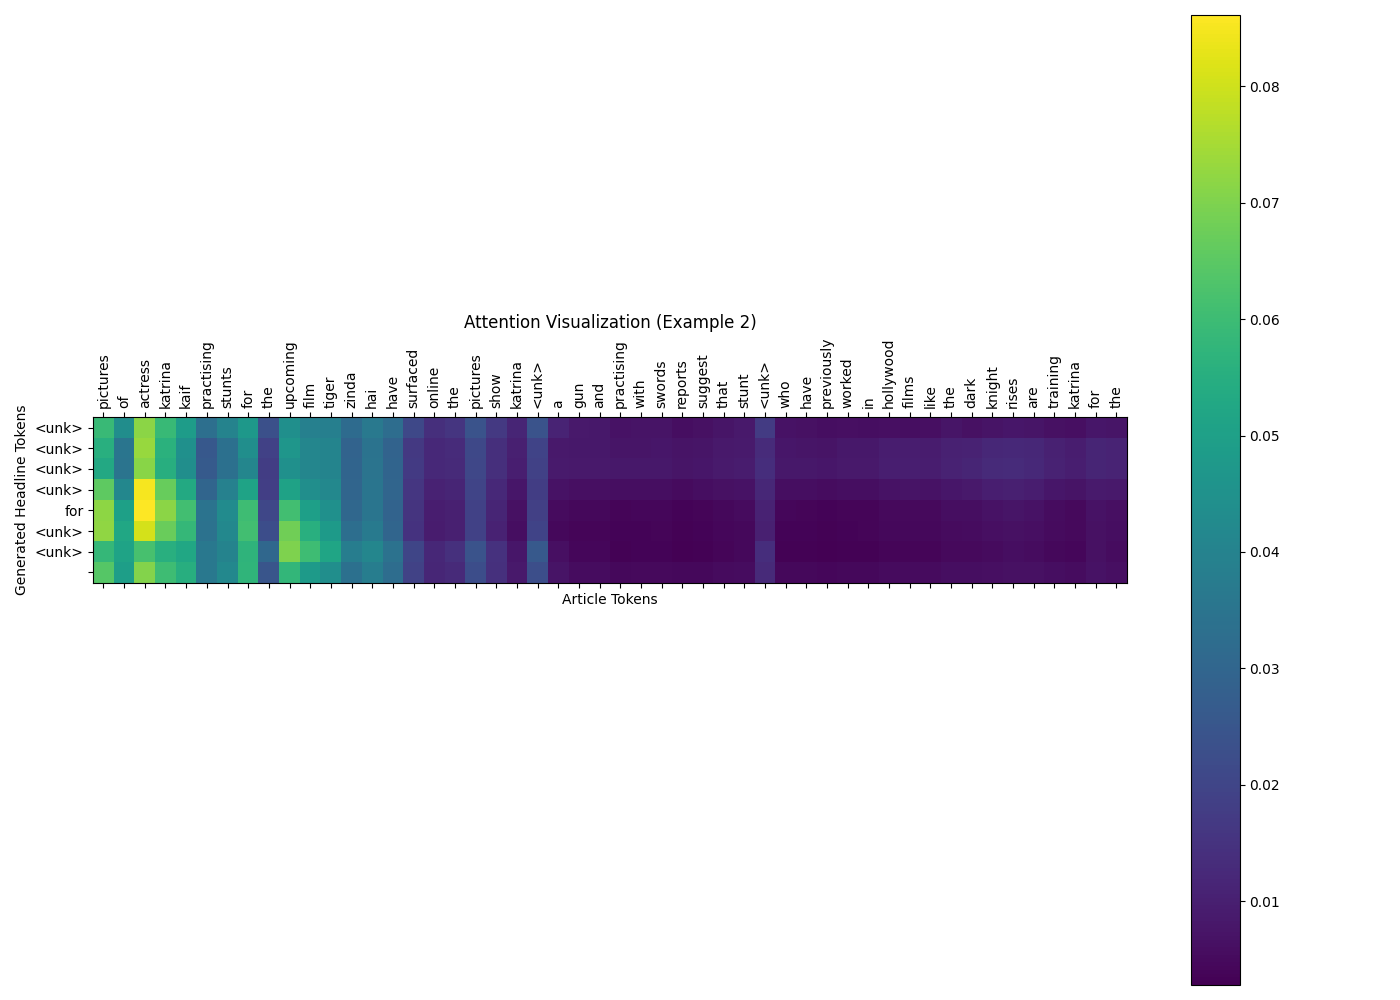 Attention Visualization (Example 2)
pictures
of
actress
katrina
kaif
practising
stunts
for
the
upcoming
film
tiger
zinda
hai
have
surfaced
online
the
pictures
show
katrina
<unk>
a
gun
and
practising
with
swords
reports
suggest
that
stunt
<unk>
who
have
previously
worked
in
hollywood
films
like
the
dark
knight
rises
are
training
katrina
for
the
Generated Headline Tokens
<unk>
<unk>
<unk>
<unk>
for
<unk>
<unk>
Article Tokens
0.08
0.07
0.06
0.05
0.04
0.03
0.02
0.01